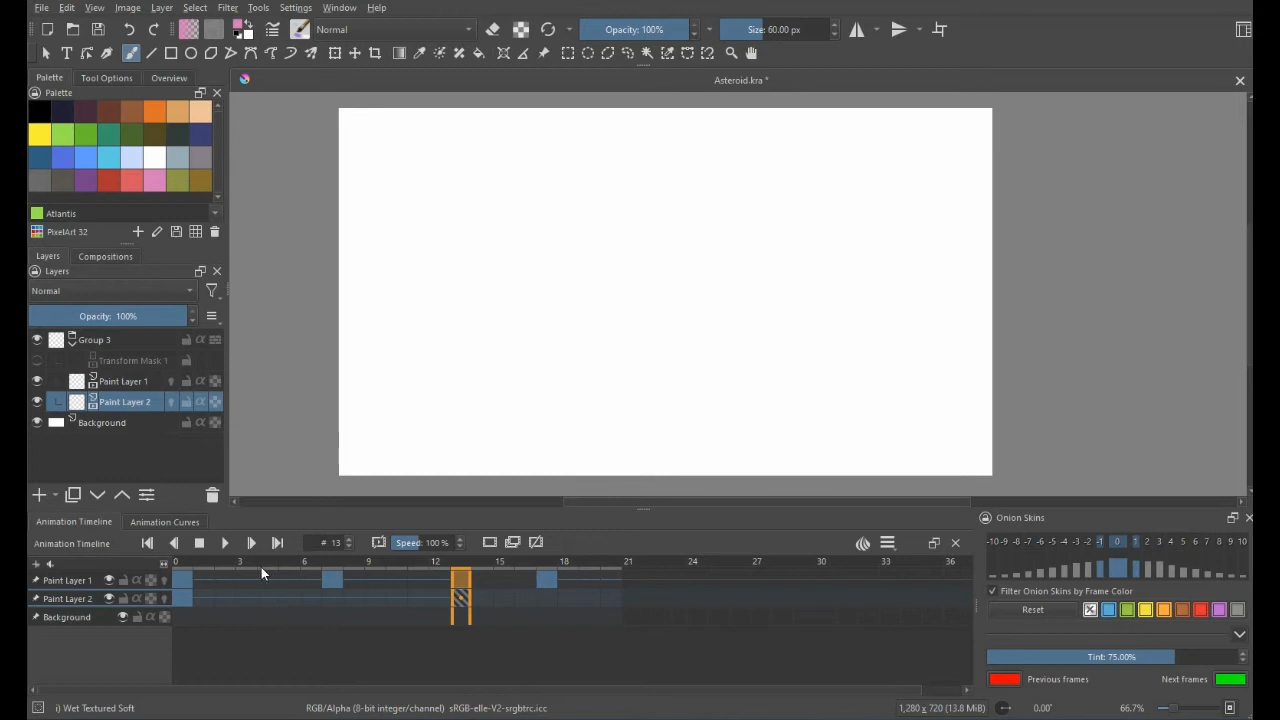 File Edit View Image Layer Select Filter Tools Settings Window Help
Normal Opacity: 100% Size: 60.00 px
Palette Tool Options Overview Asteroid.kra *
Palette
Atlantis
PixelArt 32
Layers Compositions
Layers
Normal
Opacity: 100%
Group 3
Transform Mask 1
Paint Layer 1
Paint Layer 2
Background
Animation Timeline Animation Curves Onion Skins
Animation Timeline # 13 Speed: 100 % -10 -9 -8 -7 -6 -5 -4 -3 -2 -1 0 1 2 3 4 5 6 7 8 9 10
0 3 6 9 12 15 18 21 24 27 30 33 36
Paint Layer 1
Filter Onion Skins by Frame Color
Paint Layer 2
Reset
Background
Tint: 75.00%
Previous frames Next frames
i) Wet Textured Soft RGB/Alpha (8-bit integer/channel) sRGB-elle-V2-srgbtrc.icc 1,280 x 720 (13.8 MiB) 0.00° 66.7%